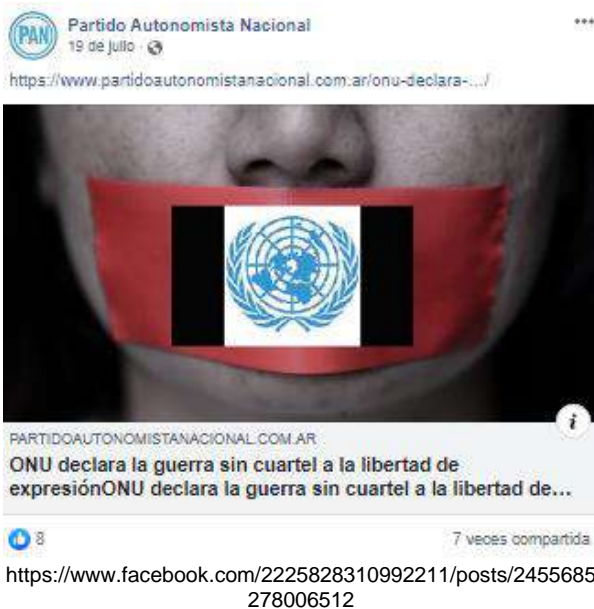 PAN
Partido Autonomista Nacional
19 de julio
https://www.partidoautonomistanacional.com.ar/onu-declara-.../
i
PARTIDOAUTONOMISTANACIONAL.COM.AR
ONU declara la guerra sin cuartel a la libertad de
expresiónONU declara la guerra sin cuartel a la libertad de...
8
7 veces compartida
https://www.facebook.com/2225828310992211/posts/2455685
278006512